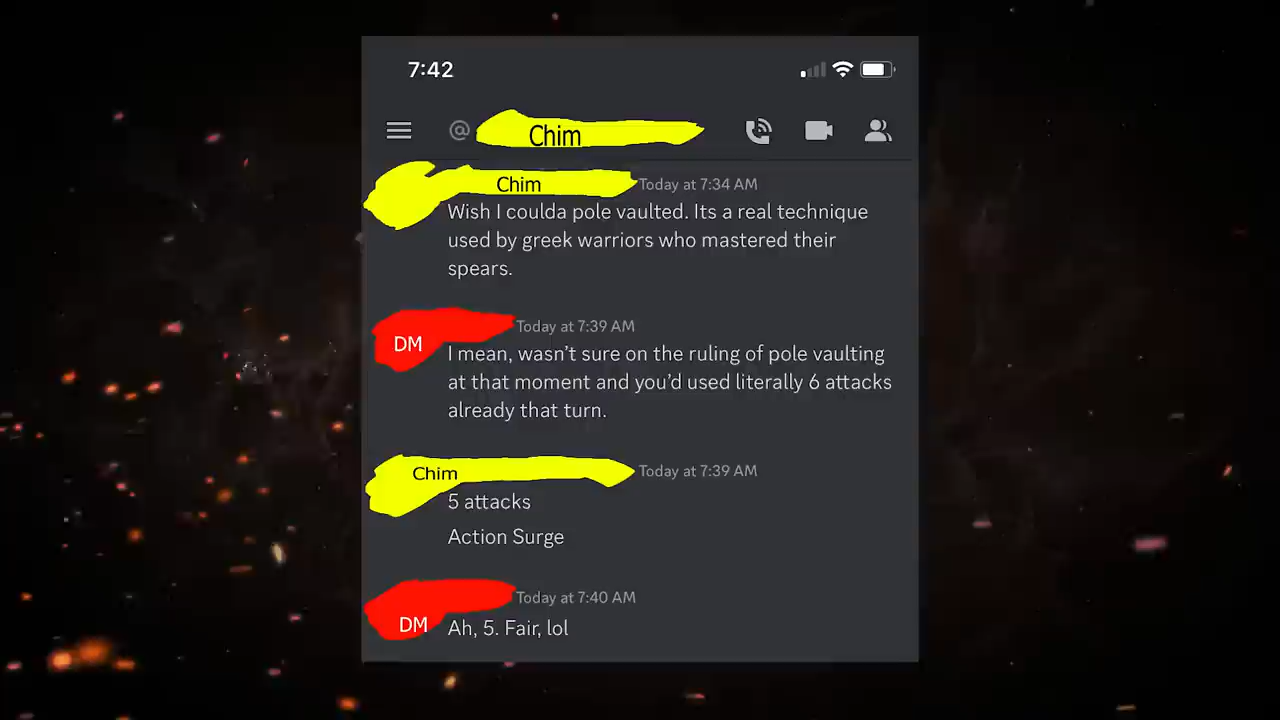 7:42
@ Chim
Chim Today at 7:34 AM
Wish I coulda pole vaulted. Its a real technique
used by greek warriors who mastered their
spears.
DM Today at 7:39 AM
I mean, wasn't sure on the ruling of pole vaulting
at that moment and you'd used literally 6 attacks
already that turn.
Chim Today at 7:39 AM
5 attacks
Action Surge
DM Today at 7:40 AM
Ah, 5. Fair, lol